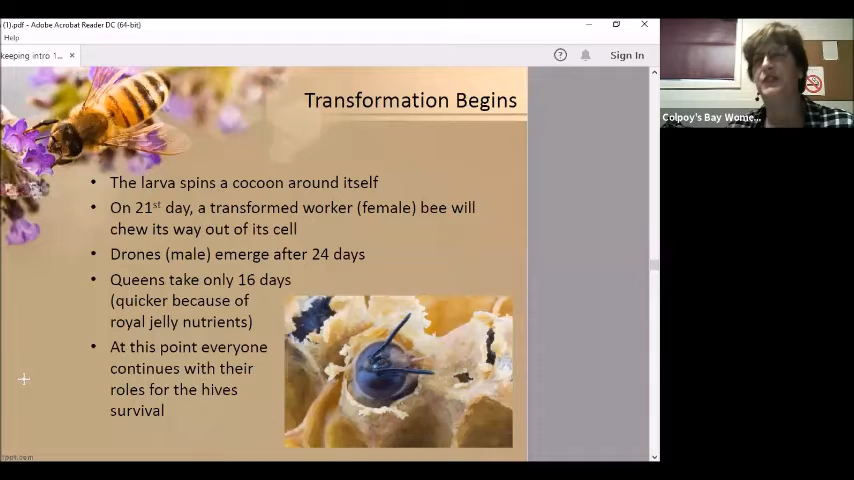 (1).pdf - Adobe Acrobat Reader DC (64-bit)
Help
keeping intro 1...
Sign In
Transformation Begins
• The larva spins a cocoon around itself
• On 21st day, a transformed worker (female) bee will
chew its way out of its cell
• Drones (male) emerge after 24 days
• Queens take only 16 days
(quicker because of
royal jelly nutrients)
• At this point everyone
continues with their
roles for the hives
survival
Colpoy's Bay Wome...